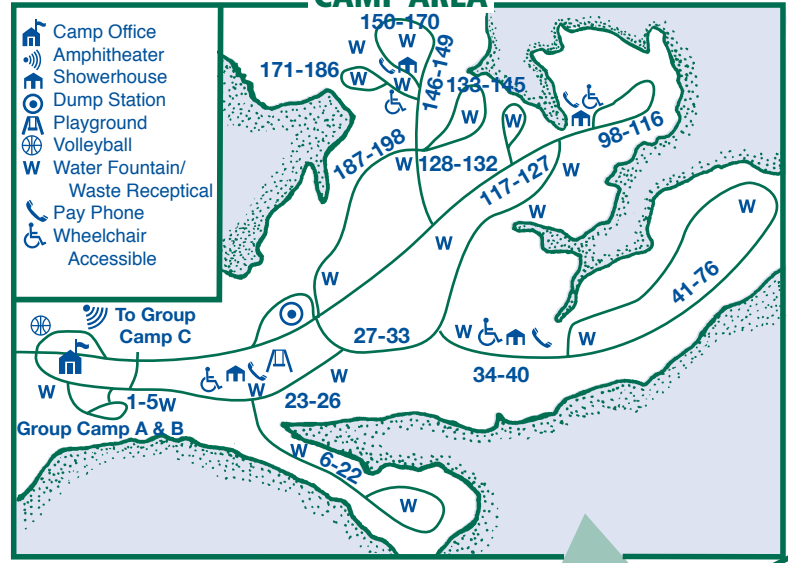 CAMP AREA
Camp Office
Amphitheater
Showerhouse
Dump Station
Playground
Volleyball
W Water Fountain/
Waste Receptical
Pay Phone
Wheelchair
Accessible
150-170
W
W
146-149
171-186
W
W
133-145
W
W
98-116
187-198
W
128-132
117-127
W
W
W
W
41-76
W
To Group
Camp C
27-33
W
W
34-40
W
W
23-26
W
1-5
W
Group Camp A & B
W
6-22
W